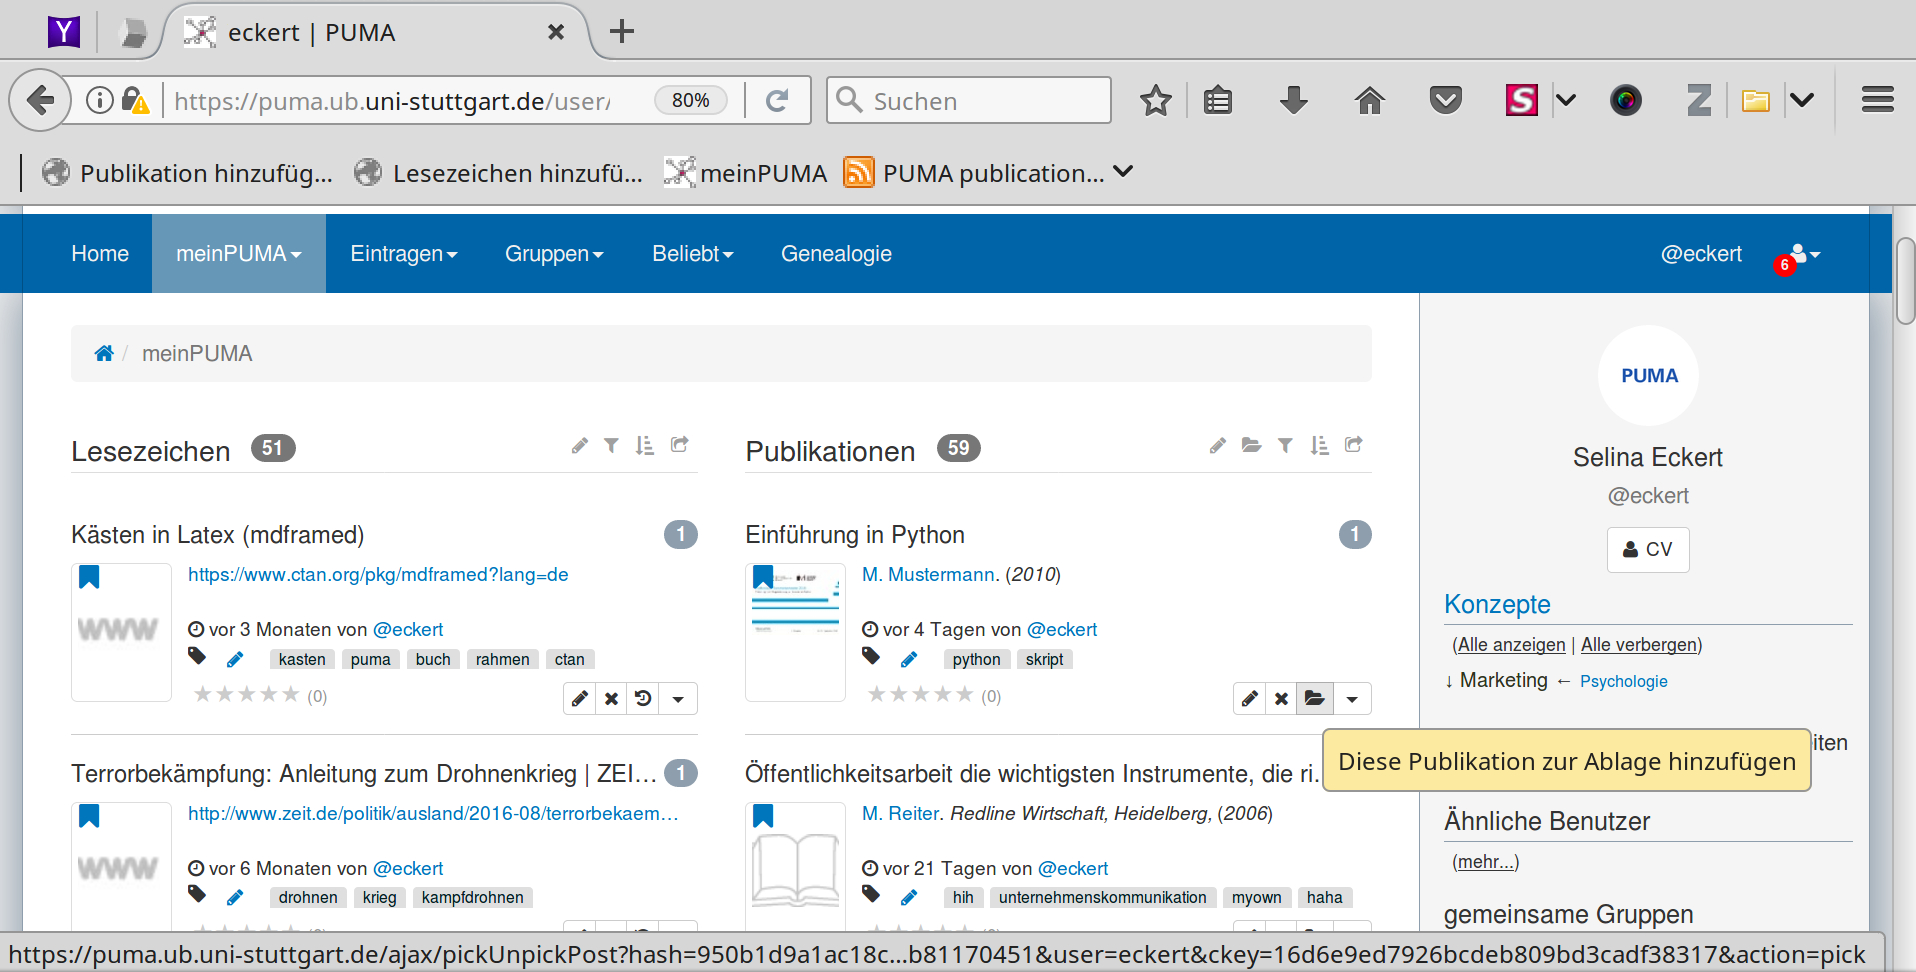 eckert | PUMA
https://puma.ub.uni-stuttgart.de/user/
80%
Suchen
Publikation hinzufüg...
Lesezeichen hinzufü...
meinPUMA
PUMA publication...
Home
meinPUMA
Eintragen
Gruppen
Beliebt
Genealogie
@eckert
6
/ meinPUMA
PUMA
Selina Eckert
@eckert
CV
Lesezeichen 51
Kästen in Latex (mdframed) 1
WWW
https://www.ctan.org/pkg/mdframed?lang=de
vor 3 Monaten von @eckert
kasten puma buch rahmen ctan
(0)
Terrorbekämpfung: Anleitung zum Drohnenkrieg | ZEI... 1
WWW
http://www.zeit.de/politik/ausland/2016-08/terrorbekaem...
vor 6 Monaten von @eckert
drohnen krieg kampfdrohnen
Publikationen 59
Einführung in Python 1
M. Mustermann. (2010)
vor 4 Tagen von @eckert
python skript
(0)
Diese Publikation zur Ablage hinzufügen
Öffentlichkeitsarbeit die wichtigsten Instrumente, die ri...
M. Reiter. Redline Wirtschaft, Heidelberg, (2006)
vor 21 Tagen von @eckert
hih unternehmenskommunikation myown haha
Konzepte
(Alle anzeigen | Alle verbergen)
↓ Marketing ← Psychologie
iten
Ähnliche Benutzer
(mehr...)
gemeinsame Gruppen
https://puma.ub.uni-stuttgart.de/ajax/pickUnpickPost?hash=950b1d9a1ac18c...b81170451&user=eckert&ckey=16d6e9ed7926bcdeb809bd3cadf38317&action=pick